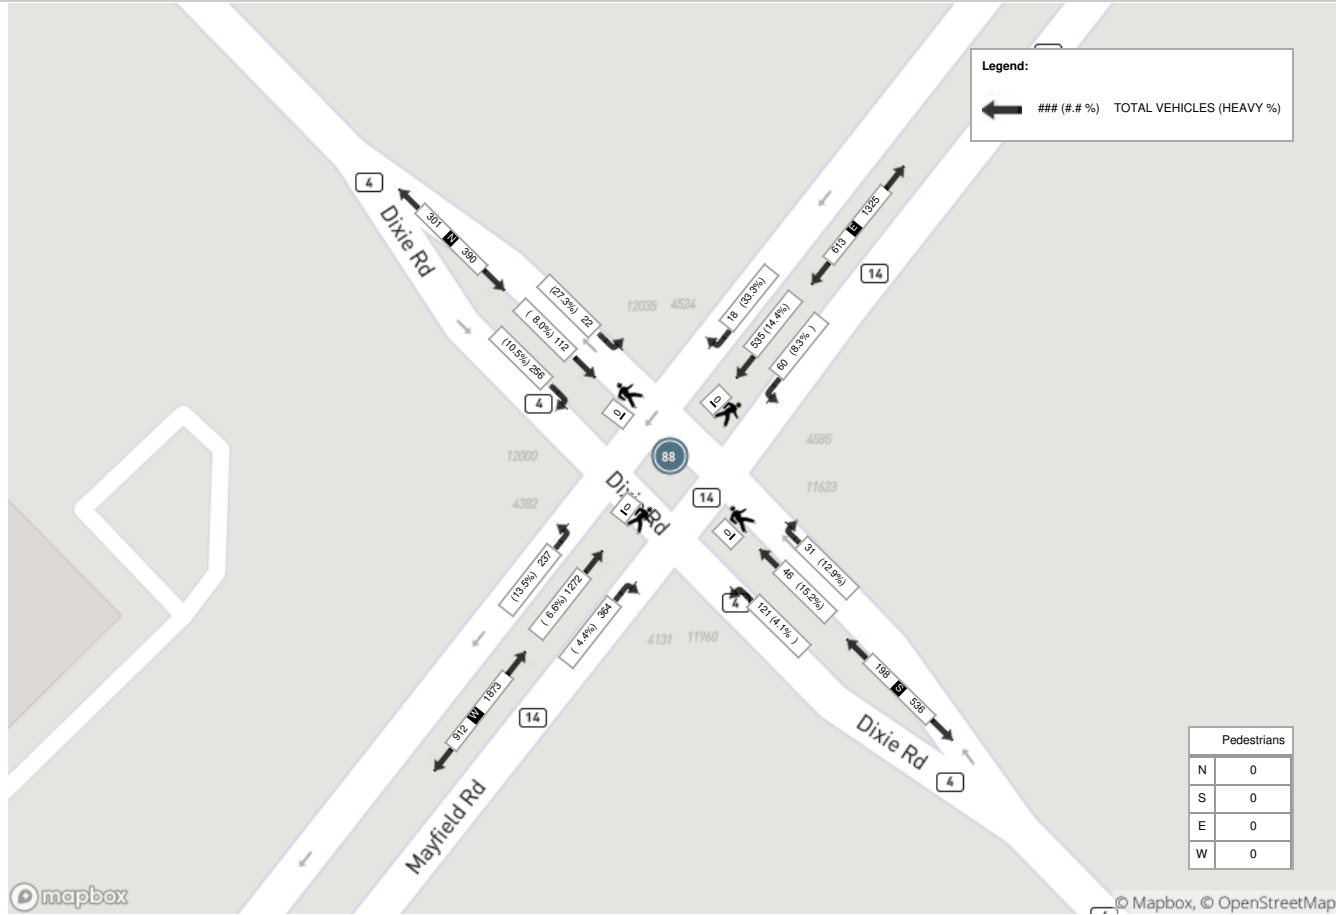 Legend:
### (#.# %) TOTAL VEHICLES (HEAVY %)
4
Dixie Rd
301 N 390
613 E 1325
14
(27.3%) 22
( 8.0%) 112
(10.5%) 256
4
12035 4524
18 (33.3%)
535 (14.4%)
60 (8.3% )
0
0
88
12000
4382
4585
11623
Dixie Rd
14
0
0
(13.5%) 237
( 6.6%) 1272
( 4.4%) 364
31 (12.9%)
46 (15.2%)
121 (4.1% )
4
4131 11960
912 W 1873
14
198 S 536
Dixie Rd
4
Mayfield Rd
Pedestrians
N 0
S 0
E 0
W 0
mapbox
© Mapbox, © OpenStreetMap